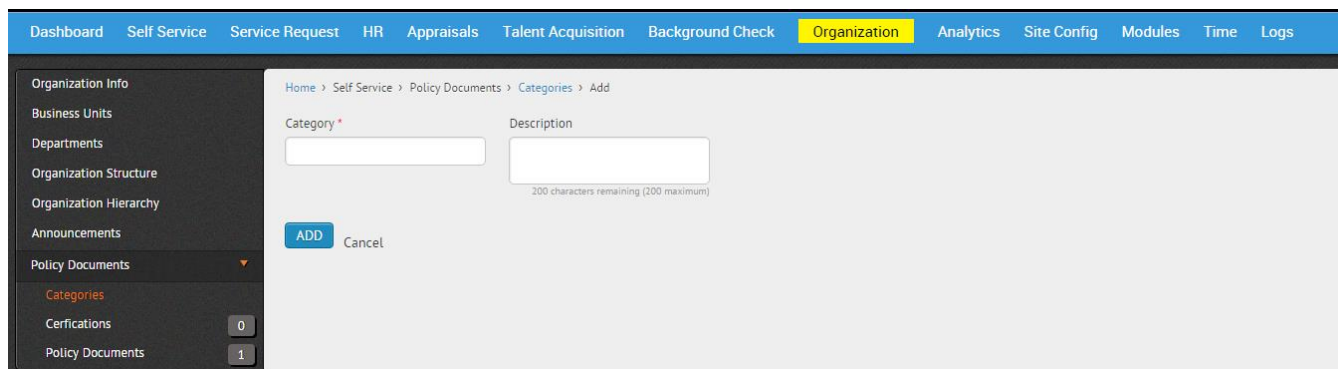 Dashboard Self Service Service Request HR Appraisals Talent Acquisition Background Check Organization Analytics Site Config Modules Time Logs
Organization Info
Business Units
Departments
Organization Structure
Organization Hierarchy
Announcements
Policy Documents
Categories
Cerfications 0
Policy Documents 1
Home › Self Service › Policy Documents › Categories › Add
Category * Description
200 characters remaining (200 maximum)
ADD Cancel